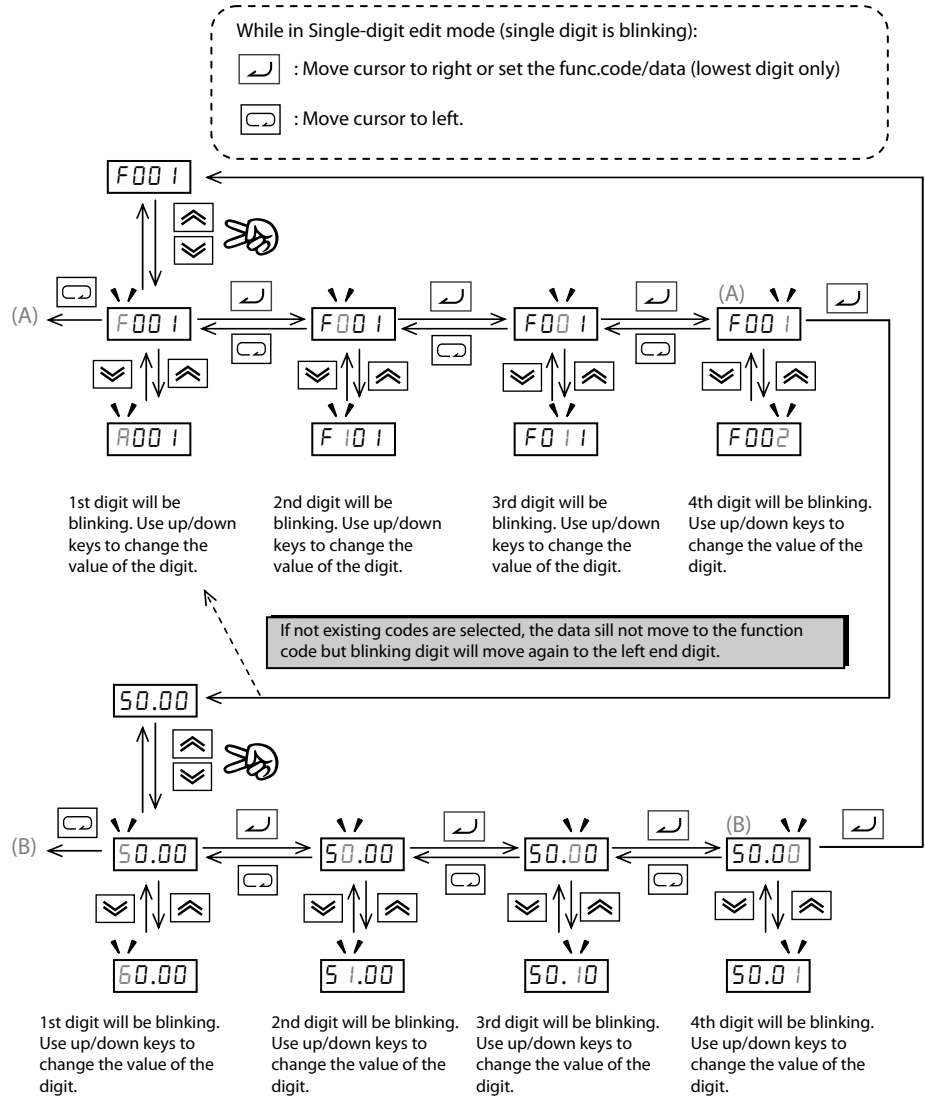 While in Single-digit edit mode (single digit is blinking):
: Move cursor to right or set the func.code/data (lowest digit only)
: Move cursor to left.
F001
(A)
F001
F001
F001
(A)
F001
A001
F101
F011
F002
1st digit will be
blinking. Use up/down
keys to change the
value of the digit.
2nd digit will be
blinking. Use up/down
keys to change the
value of the digit.
3rd digit will be
blinking. Use up/down
keys to change the
value of the digit.
4th digit will be blinking.
Use up/down keys to
change the value of the
digit.
If not existing codes are selected, the data sill not move to the function
code but blinking digit will move again to the left end digit.
50.00
(B)
50.00
50.00
50.00
(B)
50.00
60.00
51.00
50.10
50.01
1st digit will be blinking.
Use up/down keys to
change the value of the
digit.
2nd digit will be blinking.
Use up/down keys to
change the value of the
digit.
3rd digit will be blinking.
Use up/down keys to
change the value of the
digit.
4th digit will be blinking.
Use up/down keys to
change the value of the
digit.